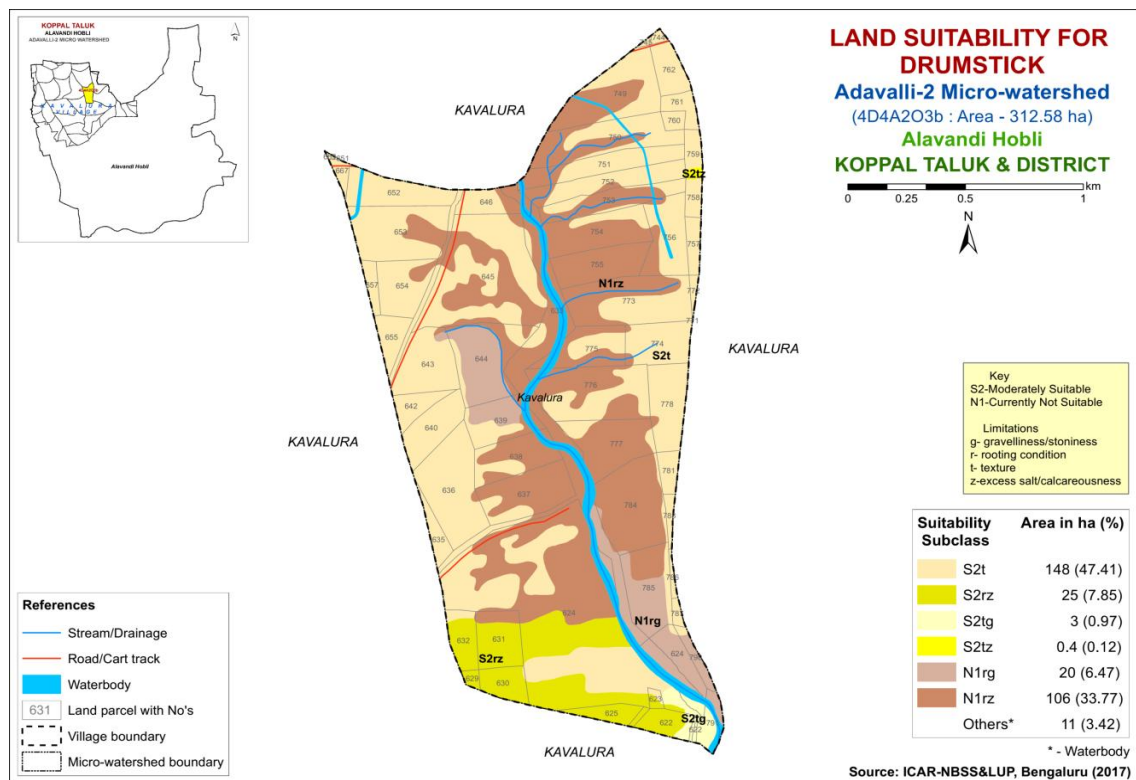 KOPPAL TALUK
ALAVANDI HOBLI
ADAVALLI-2 MICRO WATERSHED
N
KAVALURA
VILLAGE
Alavandi Hobli
LAND SUITABILITY FOR
DRUMSTICK
Adavalli-2 Micro-watershed
(4D4A2O3b : Area - 312.58 ha)
Alavandi Hobli
KOPPAL TALUK & DISTRICT
km
0 0.25 0.5 1
N
KAVALURA
744
762
749
761
760
751
759
S2tz
667
652
752
753
758
646
754
756
757
653
645
755
654
N1rz
657
773
771
655
775
774
S2t
KAVALURA
643
644
776
642
Kavalura
778
KAVALURA
640
639
777
638
781
636
637
784
635
785
624
N1rg
632
631
S2rz
624
629
630
623
625
622
S2tg
622
KAVALURA
Key
S2-Moderately Suitable
N1-Currently Not Suitable
Limitations
g- gravelliness/stoniness
r- rooting condition
t- texture
z-excess salt/calcareousness
Suitability Subclass Area in ha (%)
S2t 148 (47.41)
S2rz 25 (7.85)
S2tg 3 (0.97)
S2tz 0.4 (0.12)
N1rg 20 (6.47)
N1rz 106 (33.77)
Others* 11 (3.42)
* - Waterbody
Source: ICAR-NBSS&LUP, Bengaluru (2017)
References
Stream/Drainage
Road/Cart track
Waterbody
631 Land parcel with No's
Village boundary
Micro-watershed boundary